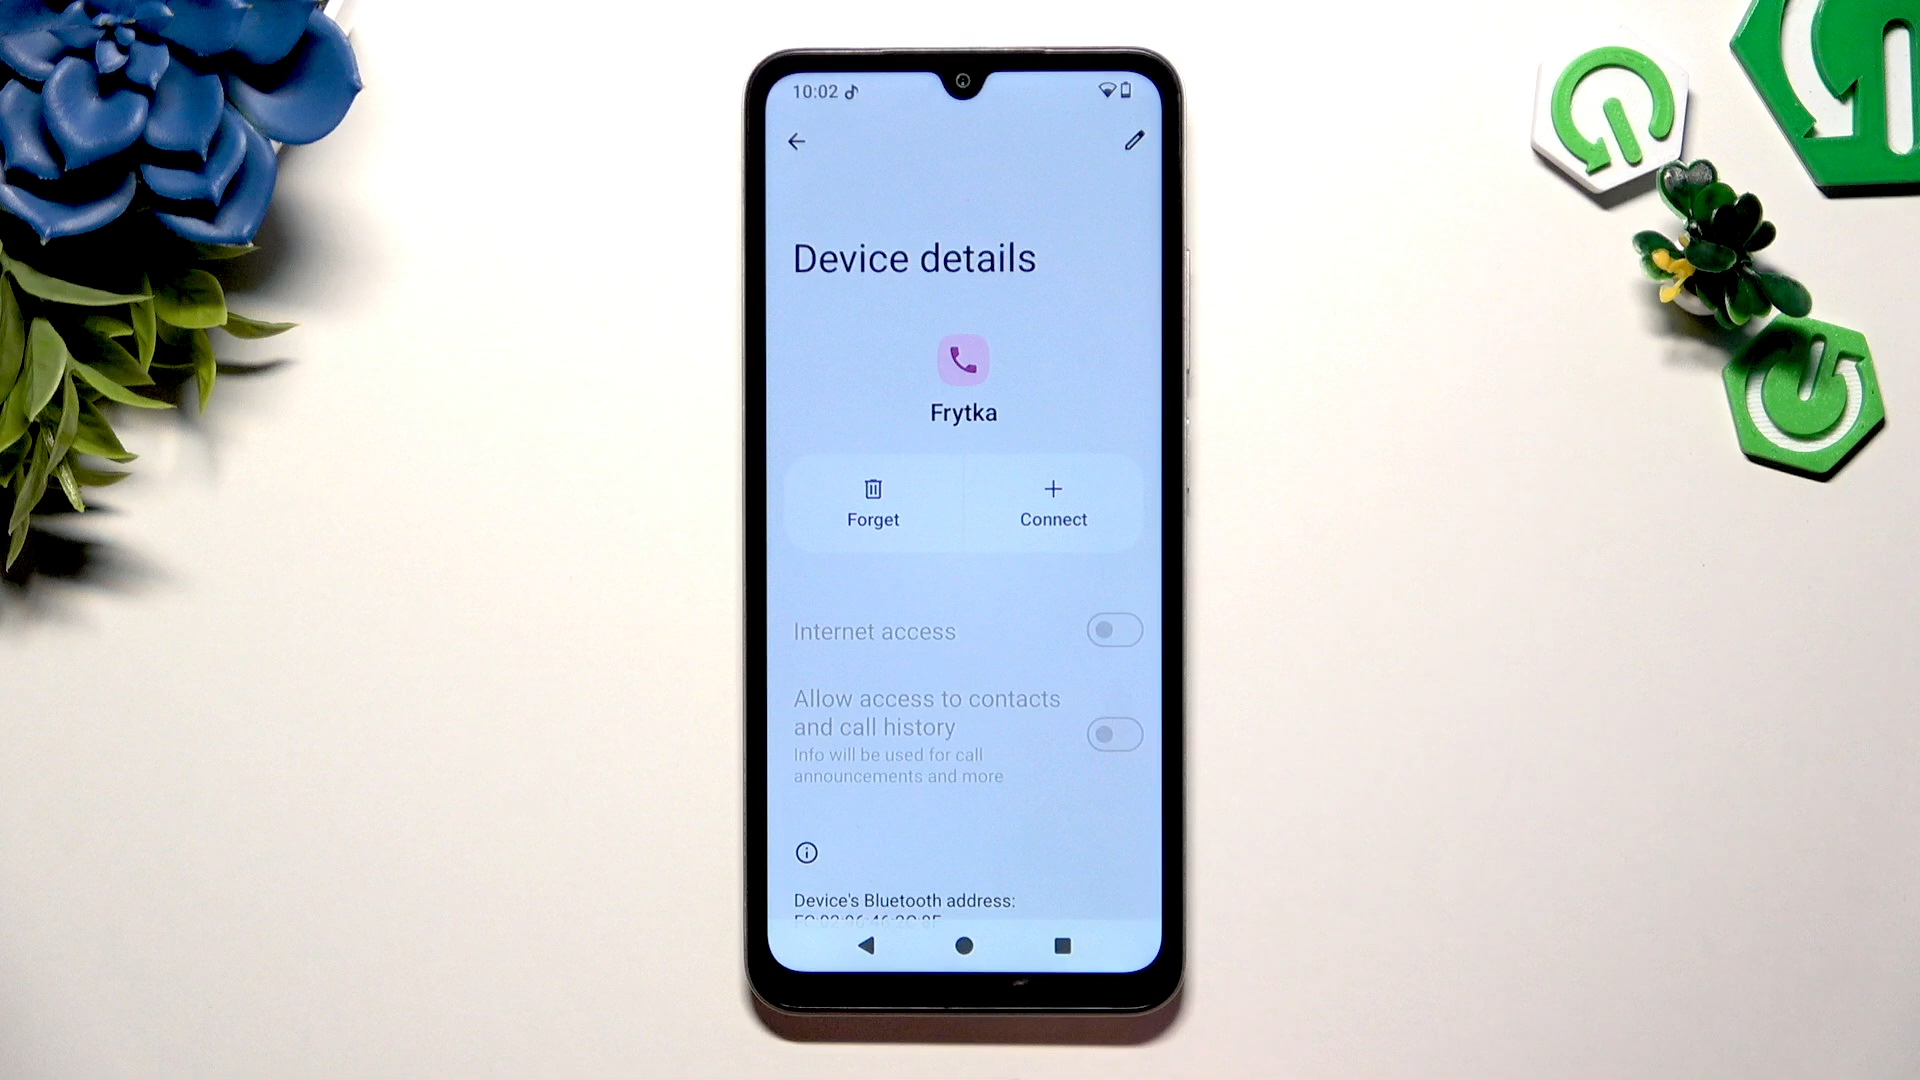 10:02
Device details
Frytka
Forget
Connect
Internet access
Allow access to contacts
and call history
Info will be used for call
announcements and more
Device's Bluetooth address: